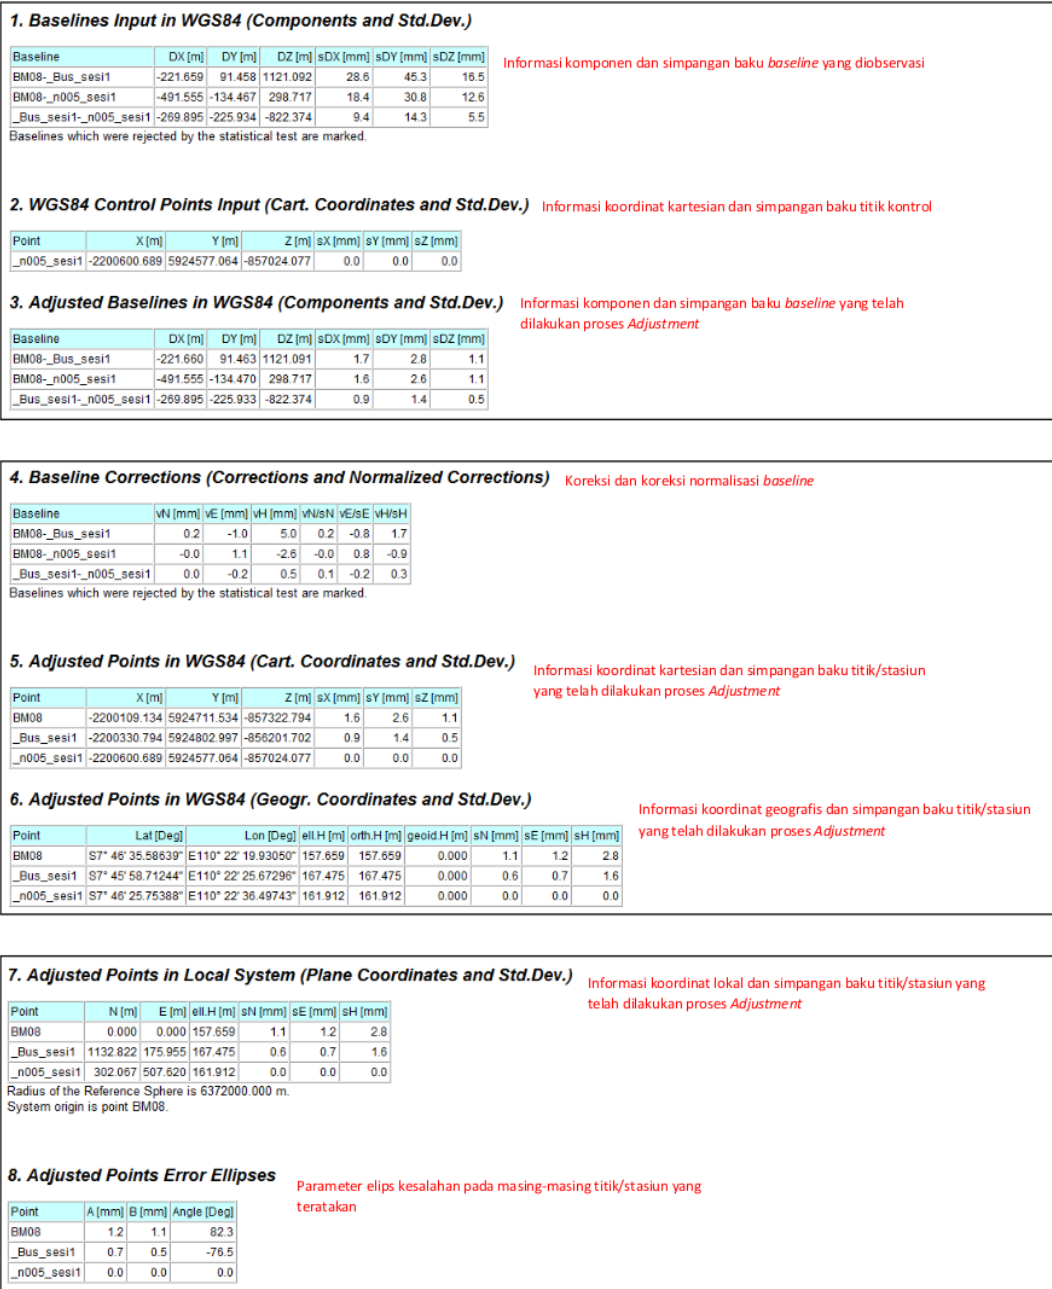 1. Baselines Input in WGS84 (Components and Std.Dev.)
Baseline DX [m] DY [m] DZ [m] sDX [mm] sDY [mm] sDZ [mm]
Informasi komponen dan simpangan baku baseline yang diobservasi
BM08-_Bus_sesi1 -221.659 91.458 1121.092 28.6 45.3 16.5
BM08-_n005_sesi1 -491.555 -134.467 298.717 18.4 30.8 12.6
_Bus_sesi1-_n005_sesi1 -269.895 -225.934 -822.374 9.4 14.3 5.5
Baselines which were rejected by the statistical test are marked.
2. WGS84 Control Points Input (Cart. Coordinates and Std.Dev.)
Informasi koordinat kartesian dan simpangan baku titik kontrol
Point X [m] Y [m] Z [m] sX [mm] sY [mm] sZ [mm]
_n005_sesi1 -2200600.689 5924577.064 -857024.077 0.0 0.0 0.0
3. Adjusted Baselines in WGS84 (Components and Std.Dev.)
Informasi komponen dan simpangan baku baseline yang telah
dilakukan proses Adjustment
Baseline DX [m] DY [m] DZ [m] sDX [mm] sDY [mm] sDZ [mm]
BM08-_Bus_sesi1 -221.660 91.463 1121.091 1.7 2.8 1.1
BM08-_n005_sesi1 -491.555 -134.470 298.717 1.6 2.6 1.1
_Bus_sesi1-_n005_sesi1 -269.895 -225.933 -822.374 0.9 1.4 0.5
4. Baseline Corrections (Corrections and Normalized Corrections)
Koreksi dan koreksi normalisasi baseline
Baseline vN [mm] vE [mm] vH [mm] vN/sN vE/sE vH/sH
BM08-_Bus_sesi1 0.2 -1.0 5.0 0.2 -0.8 1.7
BM08-_n005_sesi1 -0.0 1.1 -2.6 -0.0 0.8 -0.9
_Bus_sesi1-_n005_sesi1 0.0 -0.2 0.5 0.1 -0.2 0.3
Baselines which were rejected by the statistical test are marked.
5. Adjusted Points in WGS84 (Cart. Coordinates and Std.Dev.)
Informasi koordinat kartesian dan simpangan baku titik/stasiun
yang telah dilakukan proses Adjustment
Point X [m] Y [m] Z [m] sX [mm] sY [mm] sZ [mm]
BM08 -2200109.134 5924711.534 -857322.794 1.6 2.6 1.1
_Bus_sesi1 -2200330.794 5924802.997 -856201.702 0.9 1.4 0.5
_n005_sesi1 -2200600.689 5924577.064 -857024.077 0.0 0.0 0.0
6. Adjusted Points in WGS84 (Geogr. Coordinates and Std.Dev.)
Informasi koordinat geografis dan simpangan baku titik/stasiun
yang telah dilakukan proses Adjustment
Point Lat [Deg] Lon [Deg] ell.H [m] orth.H [m] geoid.H [m] sN [mm] sE [mm] sH [mm]
BM08 S7° 46' 35.58639" E110° 22' 19.93050" 157.659 157.659 0.000 1.1 1.2 2.8
_Bus_sesi1 S7° 45' 58.71244" E110° 22' 25.67296" 167.475 167.475 0.000 0.6 0.7 1.6
_n005_sesi1 S7° 46' 25.75388" E110° 22' 36.49743" 161.912 161.912 0.000 0.0 0.0 0.0
7. Adjusted Points in Local System (Plane Coordinates and Std.Dev.)
Informasi koordinat lokal dan simpangan baku titik/stasiun yang
telah dilakukan proses Adjustment
Point N [m] E [m] ell.H [m] sN [mm] sE [mm] sH [mm]
BM08 0.000 0.000 157.659 1.1 1.2 2.8
_Bus_sesi1 1132.822 175.955 167.475 0.6 0.7 1.6
_n005_sesi1 302.067 507.620 161.912 0.0 0.0 0.0
Radius of the Reference Sphere is 6372000.000 m.
System origin is point BM08.
8. Adjusted Points Error Ellipses
Parameter elips kesalahan pada masing-masing titik/stasiun yang
teratakan
Point A [mm] B [mm] Angle [Deg]
BM08 1.2 1.1 82.3
_Bus_sesi1 0.7 0.5 -76.5
_n005_sesi1 0.0 0.0 0.0